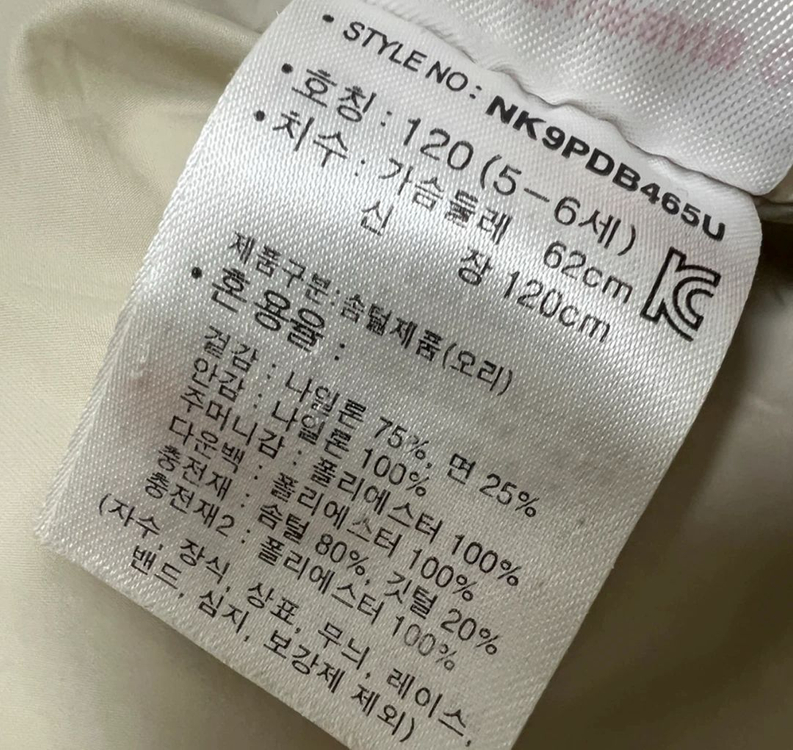 • STYLE NO : NK9PDB465U
• 호칭 : 120 (5-6세)
• 치수 : 가슴둘레 62cm
신 장 120cm
제품구분:솜털제품(오리)
• 혼용율 :
겉감 : 나일론 75%, 면 25%
안감 : 나일론 100%
주머니감 : 폴리에스터 100%
다운백 : 폴리에스터 100%
충전재 : 솜털 80%, 깃털 20%
충전재2 : 폴리에스터 100%
(자수, 장식, 상표, 무늬, 레이스,
밴드, 심지, 보강제 제외)